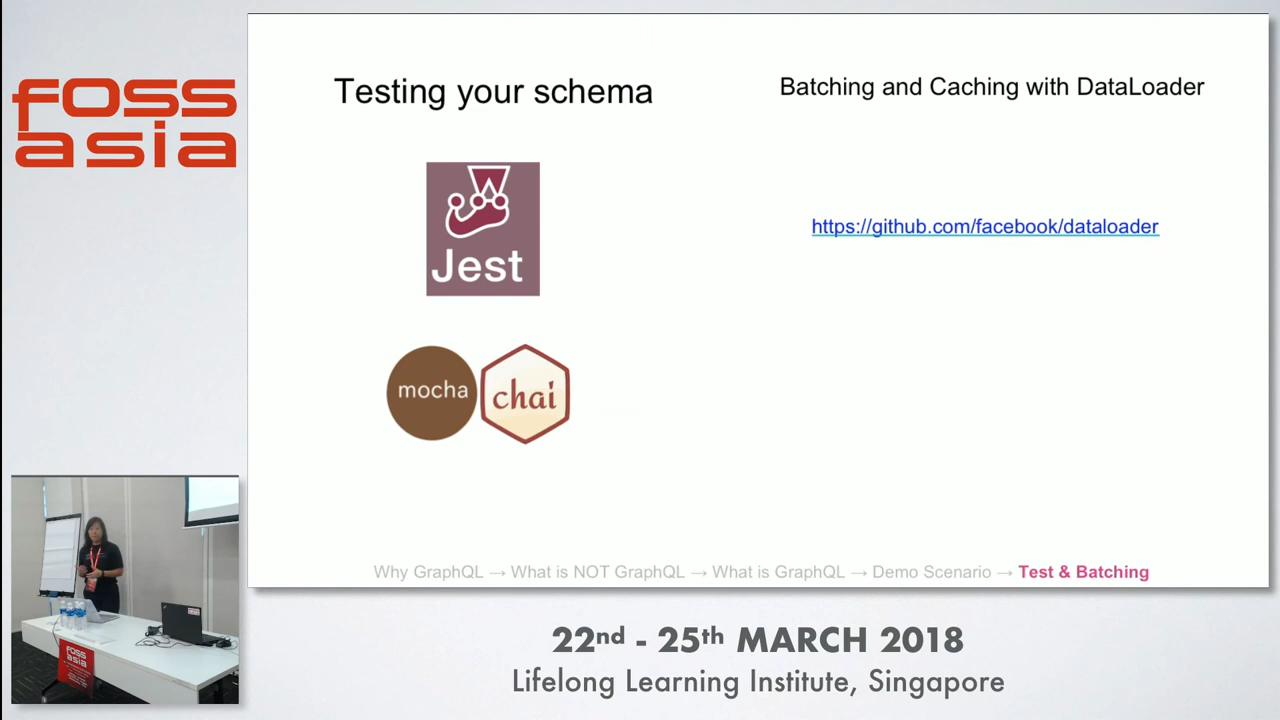 FOSS
asia
Testing your schema
Batching and Caching with DataLoader
Jest
https://github.com/facebook/dataloader
mocha
chai
Why GraphQL → What is NOT GraphQL → What is GraphQL → Demo Scenario → Test & Batching
FOSS
asia
22nd - 25th MARCH 2018
Lifelong Learning Institute, Singapore